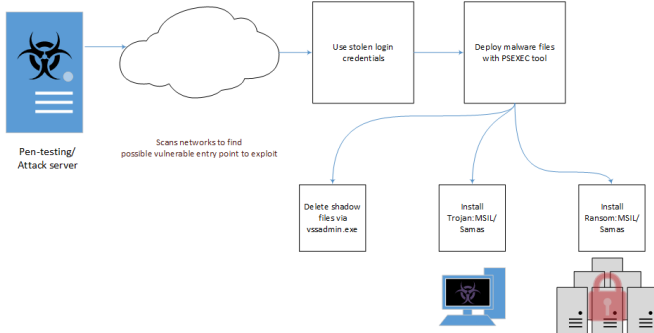 Use stolen login
credentials
Deploy malware files
with PSEXEC tool
Pen-testing/
Attack server
Scans networks to find
possible vulnerable entry point to exploit
Delete shadow
files via
vssadmin.exe
Install
Trojan:MSIL/
Samas
Install
Ransom:MSIL/
Samas